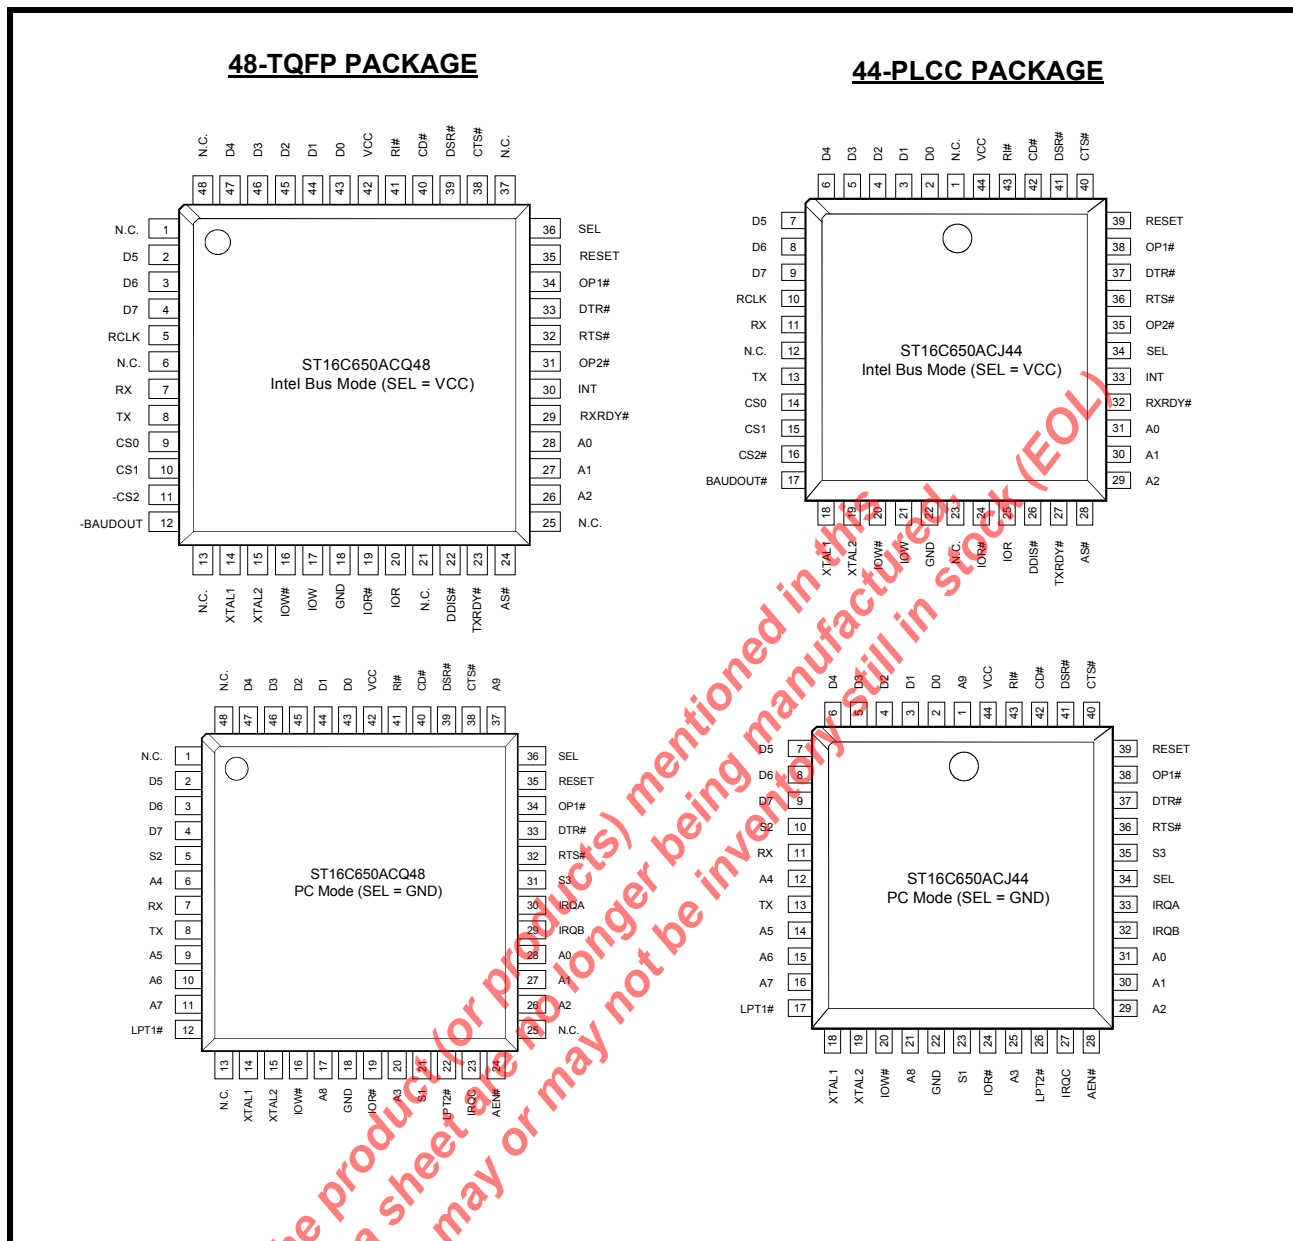 48-TQFP PACKAGE
44-PLCC PACKAGE
N.C. D4 D3 D2 D1 D0 VCC RI# CD# DSR# CTS# N.C.
48 47 46 45 44 43 42 41 40 39 38 37
N.C. 1
D5 2
D6 3
D7 4
RCLK 5
N.C. 6
RX 7
TX 8
CS0 9
CS1 10
-CS2 11
-BAUDOUT 12
ST16C650ACQ48
Intel Bus Mode (SEL = VCC)
36 SEL
35 RESET
34 OP1#
33 DTR#
32 RTS#
31 OP2#
30 INT
29 RXRDY#
28 A0
27 A1
26 A2
25 N.C.
13 14 15 16 17 18 19 20 21 22 23 24
N.C. XTAL1 XTAL2 IOW# IOW GND IOR# IOR N.C. DDIS# TXRDY# AS#
D4 D3 D2 D1 D0 N.C. VCC RI# CD# DSR# CTS#
6 5 4 3 2 1 44 43 42 41 40
D5 7
D6 8
D7 9
RCLK 10
RX 11
N.C. 12
TX 13
CS0 14
CS1 15
CS2# 16
BAUDOUT# 17
ST16C650ACJ44
Intel Bus Mode (SEL = VCC)
39 RESET
38 OP1#
37 DTR#
36 RTS#
35 OP2#
34 SEL
33 INT
32 RXRDY#
31 A0
30 A1
29 A2
18 19 20 21 22 23 24 25 26 27 28
XTAL1 XTAL2 IOW# IOW GND N.C. IOR# IOR DDIS# TXRDY# AS#
N.C. D4 D3 D2 D1 D0 VCC RI# CD# DSR# CTS# A9
48 47 46 45 44 43 42 41 40 39 38 37
N.C. 1
D5 2
D6 3
D7 4
S2 5
A4 6
RX 7
TX 8
A5 9
A6 10
A7 11
LPT1# 12
ST16C650ACQ48
PC Mode (SEL = GND)
36 SEL
35 RESET
34 OP1#
33 DTR#
32 RTS#
31 S3
30 IRQA
29 IRQB
28 A0
27 A1
26 A2
25 N.C.
13 14 15 16 17 18 19 20 21 22 23 24
N.C. XTAL1 XTAL2 IOW# A8 GND IOR# A3 S1 LPT2# IRQC AEN#
D4 D3 D2 D1 D0 A9 VCC RI# CD# DSR# CTS#
6 5 4 3 2 1 44 43 42 41 40
D5 7
D6 8
D7 9
S2 10
RX 11
A4 12
TX 13
A5 14
A6 15
A7 16
LPT1# 17
ST16C650ACJ44
PC Mode (SEL = GND)
39 RESET
38 OP1#
37 DTR#
36 RTS#
35 S3
34 SEL
33 IRQA
32 IRQB
31 A0
30 A1
29 A2
18 19 20 21 22 23 24 25 26 27 28
XTAL1 XTAL2 IOW# A8 GND S1 IOR# A3 LPT2# IRQC AEN#
he product (or products) mentioned in this
a sheet are no longer being manufactured,
may or may not be inventory still in stock (EOL)